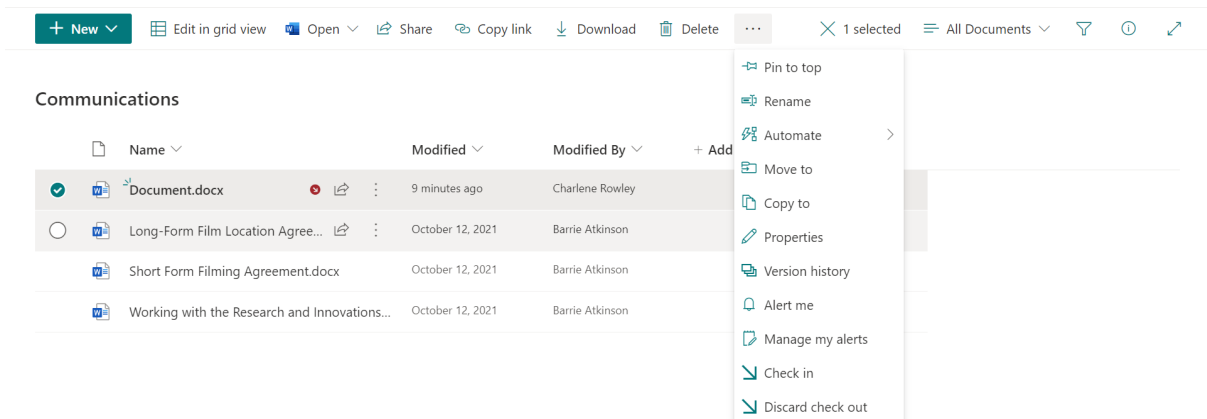 New Edit in grid view Open Share Copy link Download Delete ... 1 selected All Documents
Pin to top
Communications
Rename
Automate
Name Modified Modified By + Add
Move to
Document.docx 9 minutes ago Charlene Rowley
Copy to
Long-Form Film Location Agree... October 12, 2021 Barrie Atkinson
Properties
Short Form Filming Agreement.docx October 12, 2021 Barrie Atkinson
Version history
Alert me
Working with the Research and Innovations... October 12, 2021 Barrie Atkinson
Manage my alerts
Check in
Discard check out